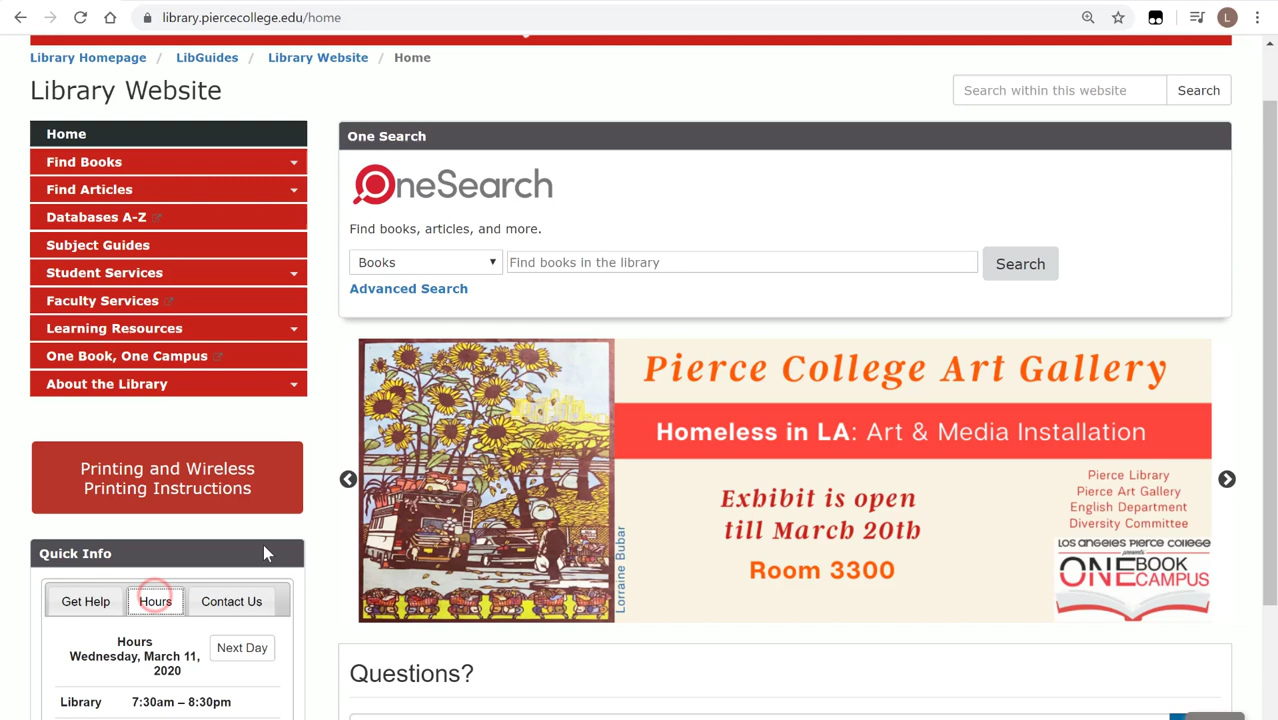 library.piercecollege.edu/home
L
Library Homepage / LibGuides / Library Website / Home
Library Website
Search within this website
Search
Home
Find Books
Find Articles
Databases A-Z
Subject Guides
Student Services
Faculty Services
Learning Resources
One Book, One Campus
About the Library
Printing and Wireless
Printing Instructions
Quick Info
Get Help
Hours
Contact Us
Hours
Wednesday, March 11,
2020
Next Day
Library 7:30am – 8:30pm
One Search
OneSearch
Find books, articles, and more.
Books
Find books in the library
Search
Advanced Search
Pierce College Art Gallery
Homeless in LA: Art & Media Installation
Exhibit is open
till March 20th
Room 3300
Lorraine Bubar
Pierce Library
Pierce Art Gallery
English Department
Diversity Committee
LOS ANGELES PIERCE COLLEGE
presents
ONE BOOK
CAMPUS
Questions?